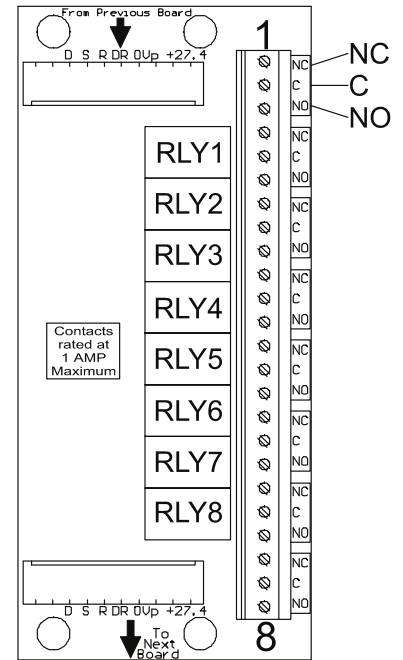 From Previous Board
D S R DR 0Vp +27.4
1
NC
C
NO
NC
C
NO
RLY1
RLY2
RLY3
RLY4
RLY5
RLY6
RLY7
RLY8
Contacts
rated at
1 AMP
Maximum
NC
C
NO
NC
C
NO
NC
C
NO
NC
C
NO
NC
C
NO
NC
C
NO
NC
C
NO
D S R DR 0Vp +27.4
To
Next
Board
8